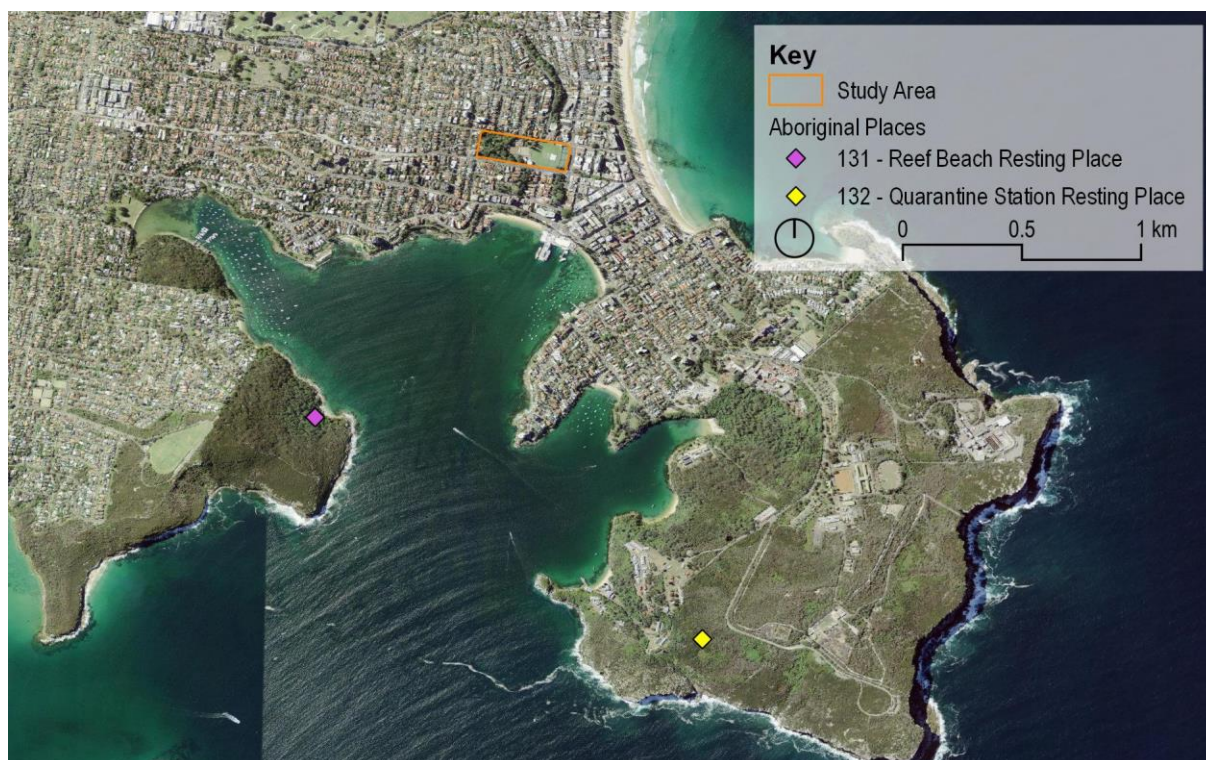 Key
Study Area
Aboriginal Places
131 - Reef Beach Resting Place
132 - Quarantine Station Resting Place
0 0.5 1 km